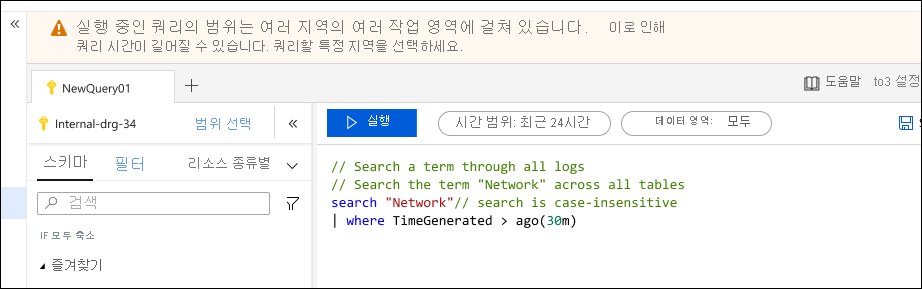 «
실행 중인 쿼리의 범위는 여러 지역의 여러 작업 영역에 걸쳐 있습니다. 이로 인해
쿼리 시간이 길어질 수 있습니다. 쿼리할 특정 지역을 선택하세요.
NewQuery01 +
도움말 to3 설정
Internal-drg-34 범위 선택 «
실행 시간 범위: 최근 24시간 데이터 영역: 모두
스키마 필터 리소스 종류별
검색
IF 모두 축소
즐겨찾기
// Search a term through all logs
// Search the term "Network" across all tables
search "Network"// search is case-insensitive
| where TimeGenerated > ago(30m)